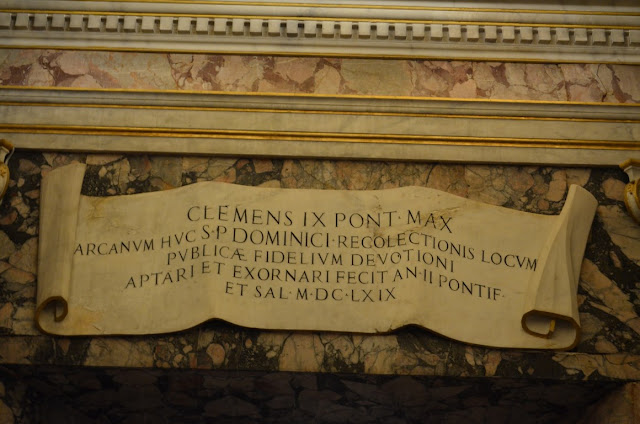 CLEMENS IX PONT · MAX
ARCANVM HVC S · P DOMINICI · RECOLECTIONIS LOCVM
PVBLICÆ FIDELIVM DEVOTIONI
APTARI ET EXORNARI FECIT AN · II PONTIF ·
ET SAL · M · DC · LXIX